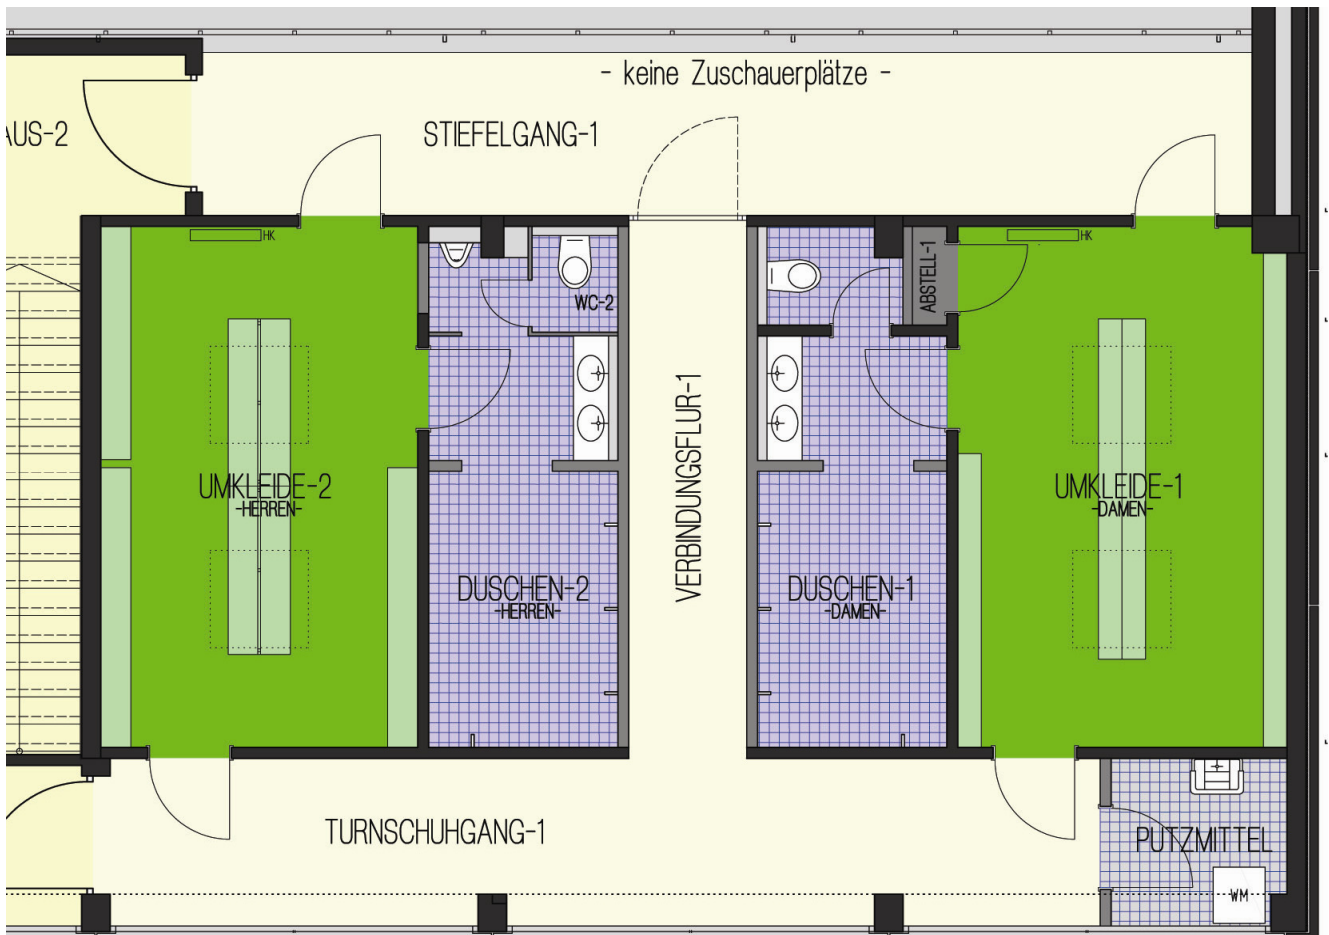 - keine Zuschauerplätze -
AUS-2
STIEFELGANG-1
HK
HK
WC-2
ABSTELL-1
VERBINDUNGSFLUR-1
UMKLEIDE-2
-HERREN-
UMKLEIDE-1
-DAMEN-
DUSCHEN-2
-HERREN-
DUSCHEN-1
-DAMEN-
TURNSCHUHGANG-1
PUTZMITTEL
WM